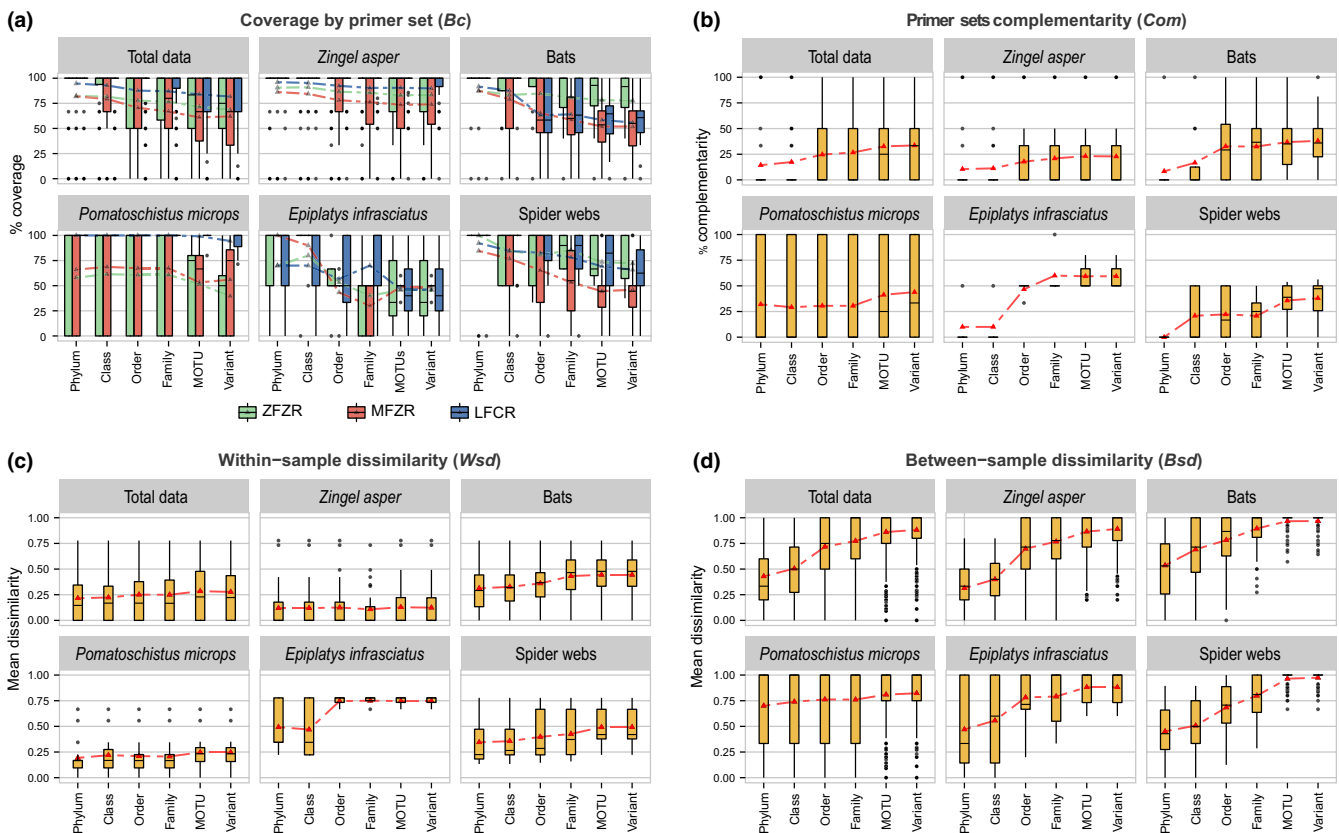 (a) Coverage by primer set (Bc)
Total data Zingel asper Bats
100
75
50
25
0
% coverage
Pomatoschistus microps Epiplatys infrasciatus Spider webs
100
75
50
25
0
Phylum Class Order Family MOTU Variant
Phylum Class Order Family MOTUs Variant
Phylum Class Order Family MOTU Variant
ZFZR MFZR LFCR
(b) Primer sets complementarity (Com)
Total data Zingel asper Bats
100
75
50
25
0
% complementarity
Pomatoschistus microps Epiplatys infrasciatus Spider webs
100
75
50
25
0
Phylum Class Order Family MOTU Variant
Phylum Class Order Family MOTU Variant
Phylum Class Order Family MOTU Variant
(c) Within-sample dissimilarity (Wsd)
Total data Zingel asper Bats
1.00
0.75
0.50
0.25
0.00
Mean dissimilarity
Pomatoschistus microps Epiplatys infrasciatus Spider webs
1.00
0.75
0.50
0.25
0.00
Phylum Class Order Family MOTU Variant
Phylum Class Order Family MOTU Variant
Phylum Class Order Family MOTU Variant
(d) Between-sample dissimilarity (Bsd)
Total data Zingel asper Bats
1.00
0.75
0.50
0.25
0.00
Mean dissimilarity
Pomatoschistus microps Epiplatys infrasciatus Spider webs
1.00
0.75
0.50
0.25
0.00
Phylum Class Order Family MOTU Variant
Phylum Class Order Family MOTU Variant
Phylum Class Order Family MOTU Variant